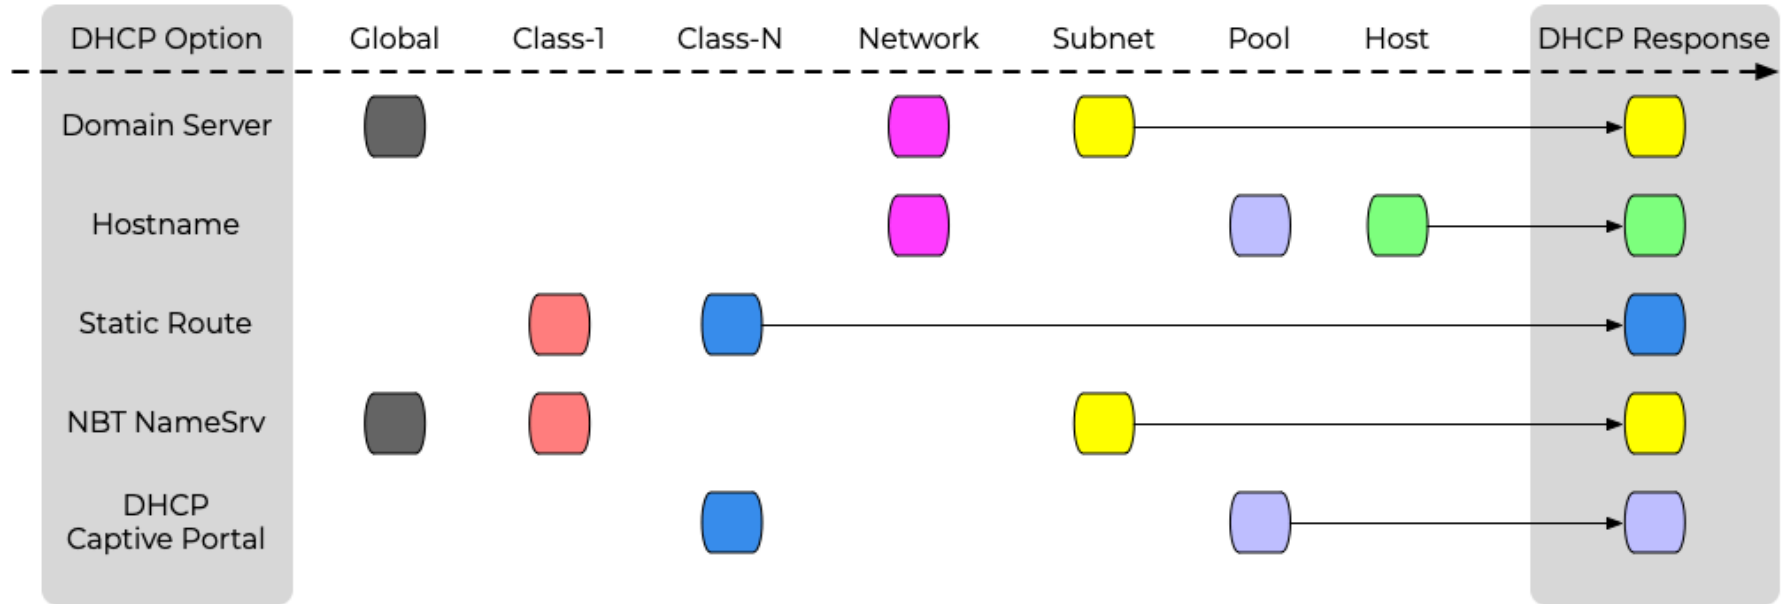 DHCP Option Global Class-1 Class-N Network Subnet Pool Host DHCP Response
Domain Server
Hostname
Static Route
NBT NameSrv
DHCP
Captive Portal